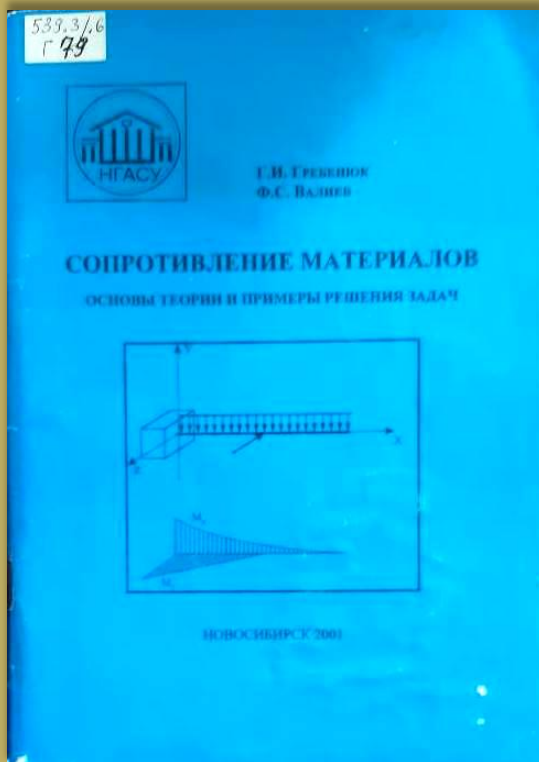 539.3/.6
Г 79
НГАСУ
Г.И. ГРЕБЕНЮК
Ф.С. ВАЛИЕВ
СОПРОТИВЛЕНИЕ МАТЕРИАЛОВ
ОСНОВЫ ТЕОРИИ И ПРИМЕРЫ РЕШЕНИЯ ЗАДАЧ
Y
X
Z
НОВОСИБИРСК 2001